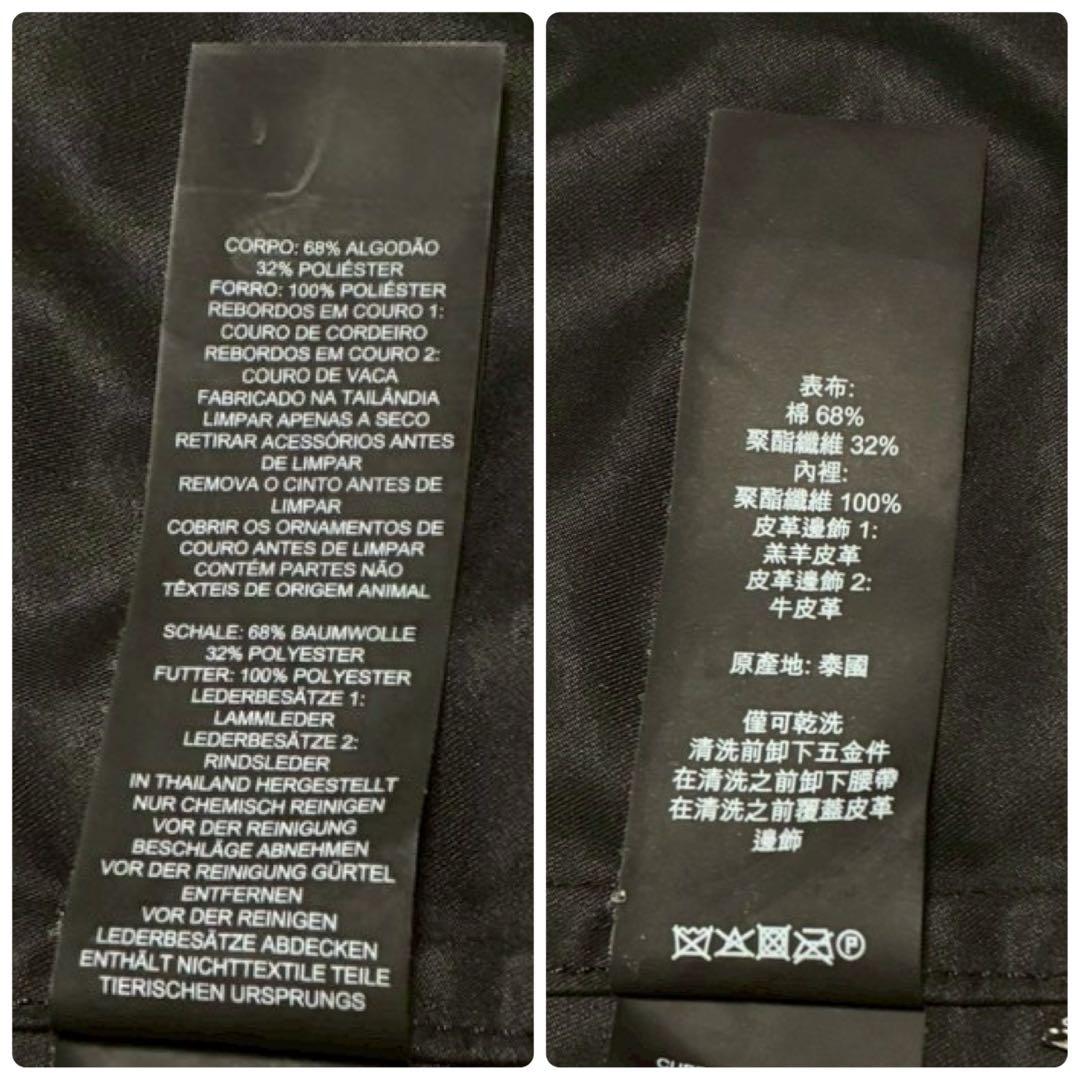 CORPO: 68% ALGODÃO
32% POLIÉSTER
FORRO: 100% POLIÉSTER
REBORDOS EM COURO 1:
COURO DE CORDEIRO
REBORDOS EM COURO 2:
COURO DE VACA
FABRICADO NA TAILÂNDIA
LIMPAR APENAS A SECO
RETIRAR ACESSÓRIOS ANTES
DE LIMPAR
REMOVA O CINTO ANTES DE
LIMPAR
COBRIR OS ORNAMENTOS DE
COURO ANTES DE LIMPAR
CONTÉM PARTES NÃO
TÊXTEIS DE ORIGEM ANIMAL
SCHALE: 68% BAUMWOLLE
32% POLYESTER
FUTTER: 100% POLYESTER
LEDERBESÄTZE 1:
LAMMLEDER
LEDERBESÄTZE 2:
RINDSLEDER
IN THAILAND HERGESTELLT
NUR CHEMISCH REINIGEN
VOR DER REINIGUNG
BESCHLÄGE ABNEHMEN
VOR DER REINIGUNG GÜRTEL
ENTFERNEN
VOR DER REINIGEN
LEDERBESÄTZE ABDECKEN
ENTHÄLT NICHTTEXTILE TEILE
TIERISCHEN URSPRUNGS
表布:
棉 68%
聚酯纖維 32%
內裡:
聚酯纖維 100%
皮革邊飾 1:
羔羊皮革
皮革邊飾 2:
牛皮革
原產地: 泰國
僅可乾洗
清洗前卸下五金件
在清洗之前卸下腰帶
在清洗之前覆蓋皮革
邊飾
P